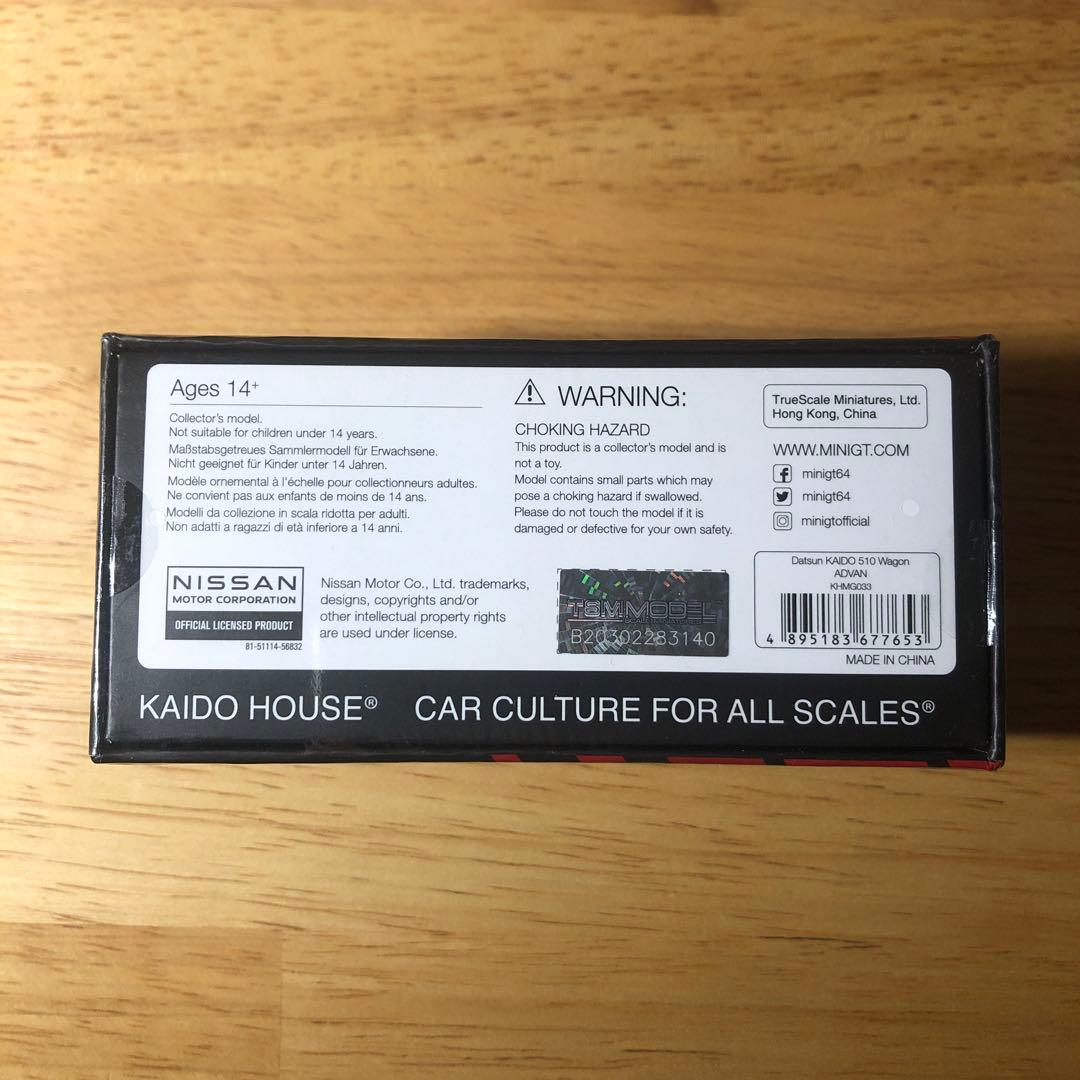 Ages 14+
Collector's model.
Not suitable for children under 14 years.
Maßstabsgetreues Sammlermodell für Erwachsene.
Nicht geeignet für Kinder unter 14 Jahren.
Modèle ornemental à l'échelle pour collectionneurs adultes.
Ne convient pas aux enfants de moins de 14 ans.
Modelli da collezione in scala ridotta per adulti.
Non adatti a ragazzi di età inferiore a 14 anni.
WARNING:
CHOKING HAZARD
This product is a collector's model and is
not a toy.
Model contains small parts which may
pose a choking hazard if swallowed.
Please do not touch the model if it is
damaged or defective for your own safety.
TrueScale Miniatures, Ltd.
Hong Kong, China
WWW.MINIGT.COM
minigt64
minigt64
minigtofficial
NISSAN
MOTOR CORPORATION
OFFICIAL LICENSED PRODUCT
81-51114-56832
Nissan Motor Co., Ltd. trademarks,
designs, copyrights and/or
other intellectual property rights
are used under license.
TSM MODEL
B20302283140
Datsun KAIDO 510 Wagon
ADVAN
KHMG033
4 895183 677653
MADE IN CHINA
KAIDO HOUSE® CAR CULTURE FOR ALL SCALES®